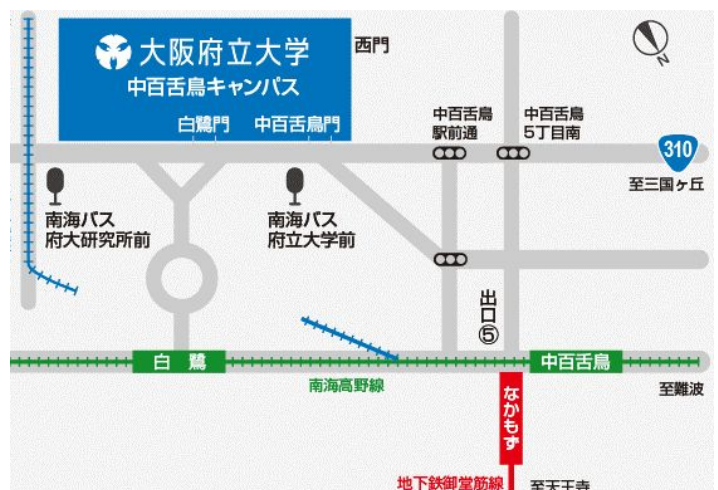 大阪府立大学
中百舌鳥キャンパス
西門
白鷺門
中百舌鳥門
中百舌鳥
駅前通
中百舌鳥
5丁目南
N
310
至三国ヶ丘
南海バス
府大研究所前
南海バス
府立大学前
出口⑤
白鷺
中百舌鳥
南海高野線
至難波
なかもず
地下鉄御堂筋線
至天王寺